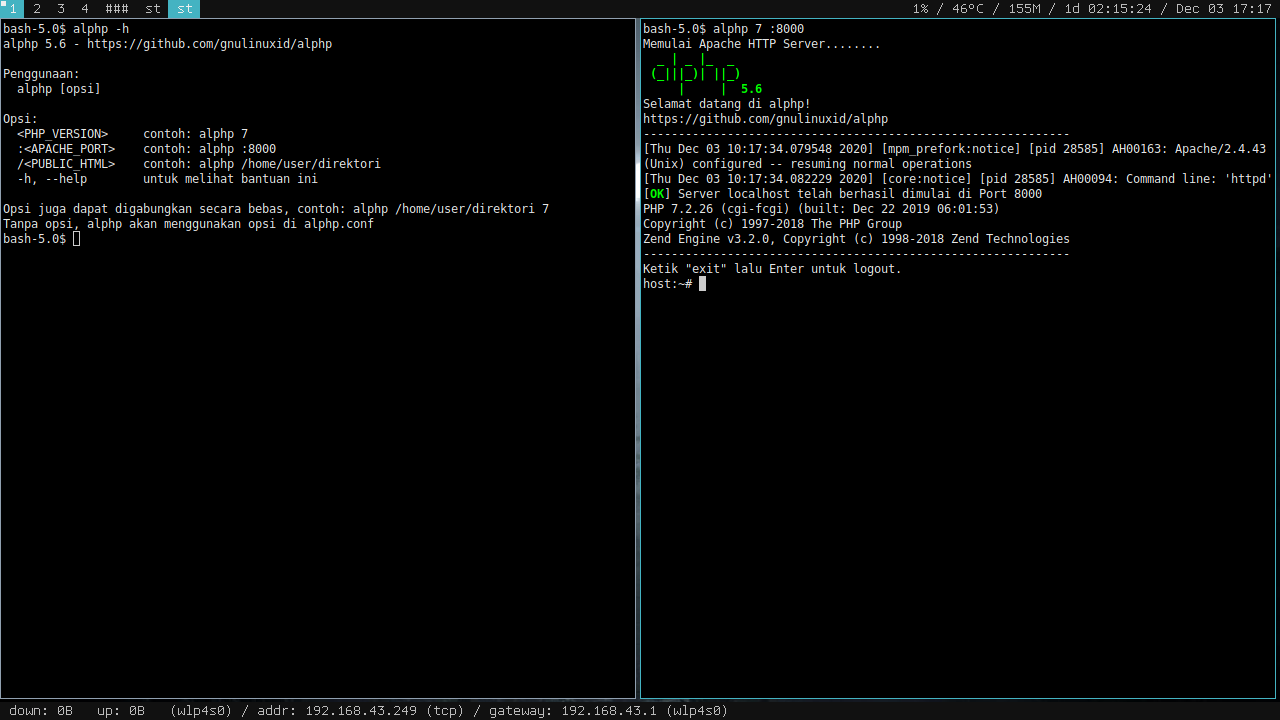 1 2 3 4 ### st st 1% / 46°C / 155M / 1d 02:15:24 / Dec 03 17:17
bash-5.0$ alphp -h
alphp 5.6 - https://github.com/gnulinuxid/alphp
Penggunaan:
alphp [opsi]
Opsi:
<PHP_VERSION> contoh: alphp 7
:<APACHE_PORT> contoh: alphp :8000
/<PUBLIC_HTML> contoh: alphp /home/user/direktori
-h, --help untuk melihat bantuan ini
Opsi juga dapat digabungkan secara bebas, contoh: alphp /home/user/direktori 7
Tanpa opsi, alphp akan menggunakan opsi di alphp.conf
bash-5.0$
bash-5.0$ alphp 7 :8000
Memulai Apache HTTP Server........
  _ | _ |_  _
 (_|||_)| ||_)
     |     |  5.6
Selamat datang di alphp!
https://github.com/gnulinuxid/alphp
-------------------------------------------------------------
[Thu Dec 03 10:17:34.079548 2020] [mpm_prefork:notice] [pid 28585] AH00163: Apache/2.4.43
(Unix) configured -- resuming normal operations
[Thu Dec 03 10:17:34.082229 2020] [core:notice] [pid 28585] AH00094: Command line: 'httpd'
[OK] Server localhost telah berhasil dimulai di Port 8000
PHP 7.2.26 (cgi-fcgi) (built: Dec 22 2019 06:01:53)
Copyright (c) 1997-2018 The PHP Group
Zend Engine v3.2.0, Copyright (c) 1998-2018 Zend Technologies
-------------------------------------------------------------
Ketik "exit" lalu Enter untuk logout.
host:~#
down: 0B up: 0B (wlp4s0) / addr: 192.168.43.249 (tcp) / gateway: 192.168.43.1 (wlp4s0)